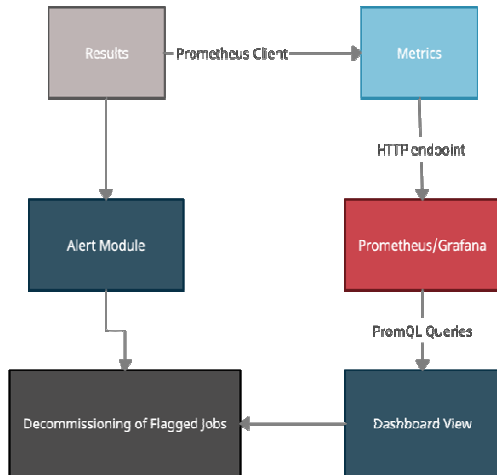 Results
Prometheus Client
Metrics
HTTP endpoint
Alert Module
Prometheus/Grafana
PromQL Queries
Decommissioning of Flagged Jobs
Dashboard View